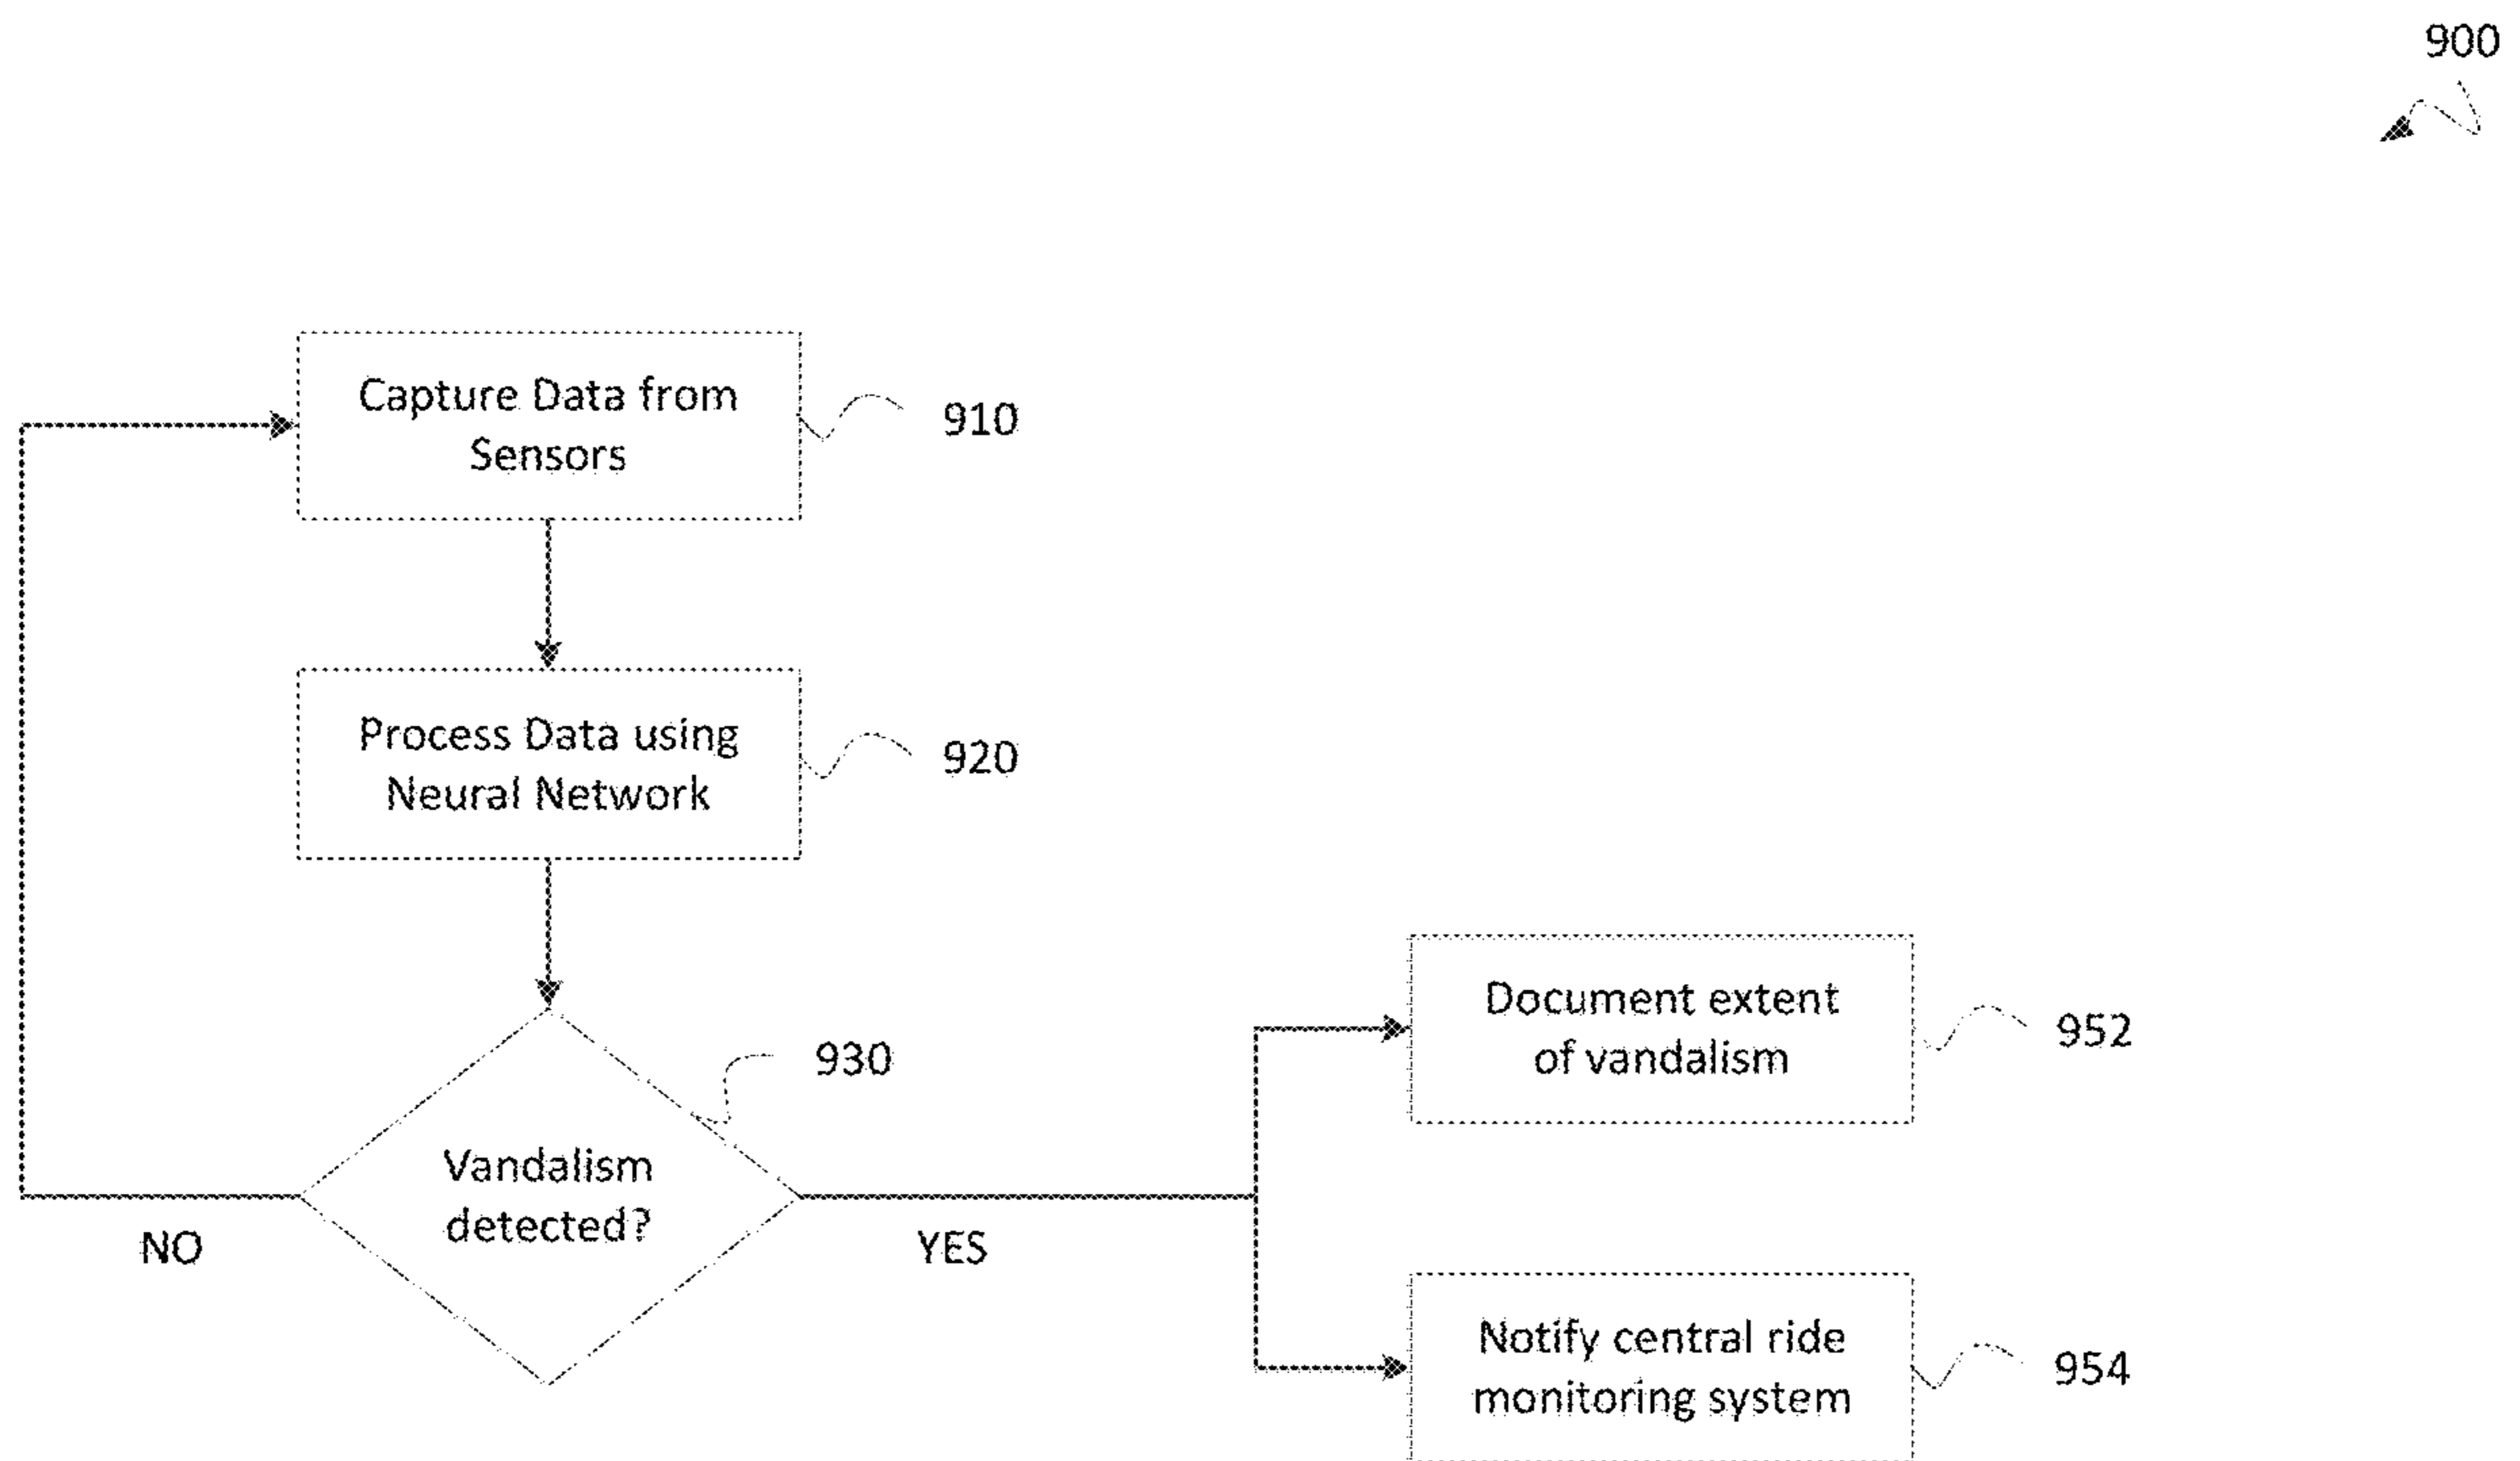 900
Capture Data from
Sensors
910
Process Data using
Neural Network
920
930
Vandalism
detected?
NO
YES
Document extent
of vandalism
952
Notify central ride
monitoring system
954